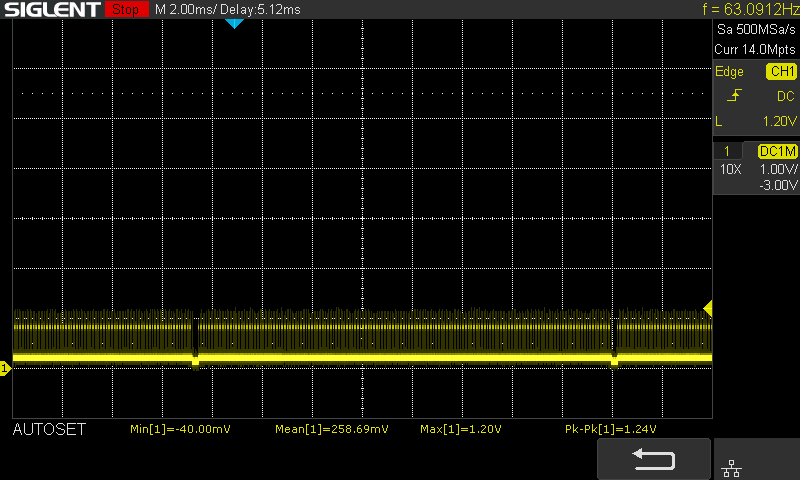 SIGLENT Stop M 2.00ms/ Delay:5.12ms f = 63.0912Hz
Sa 500MSa/s
Curr 14.0Mpts
Edge CH1
DC
L 1.20V
1 DC1M
10X 1.00V/
-3.00V
1
AUTOSET Min[1]=-40.00mV Mean[1]=258.69mV Max[1]=1.20V Pk-Pk[1]=1.24V